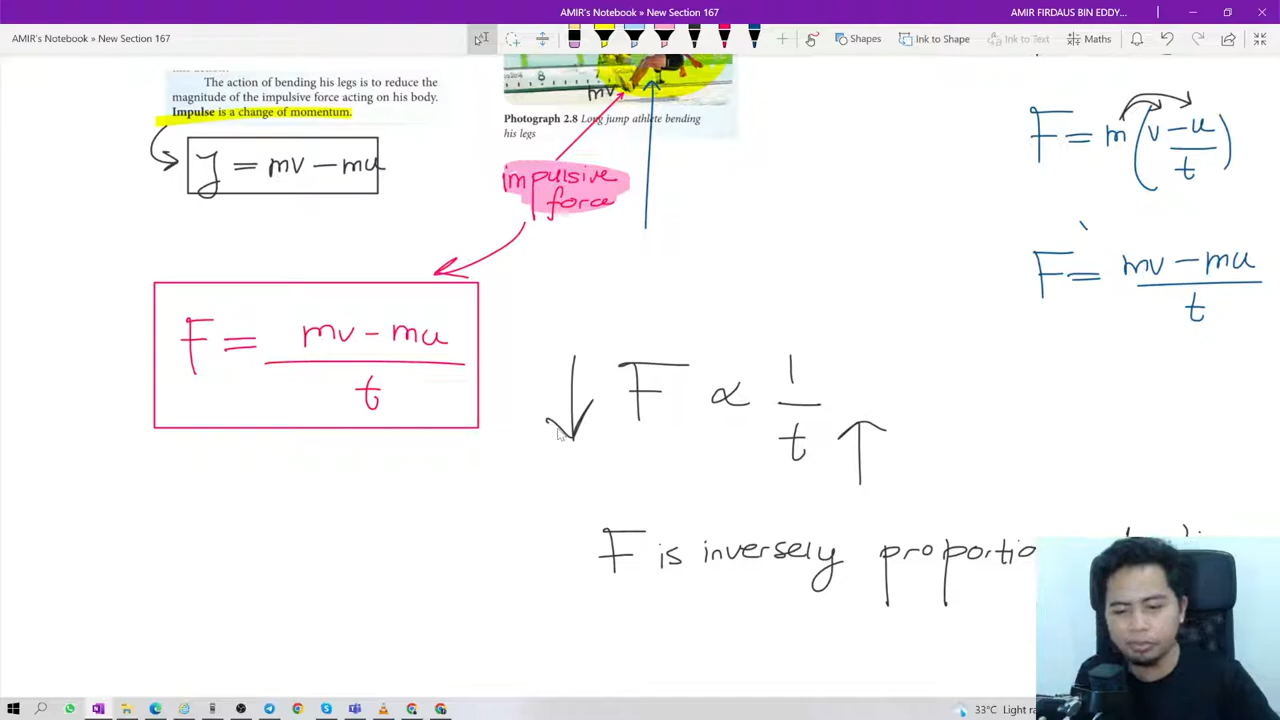 AMIR's Notebook » New Section 167
AMIR FIRDAUS BIN EDDY...
AMIR's Notebook » New Section 167
Shapes
Ink to Shape
Ink to Text
Maths
The action of bending his legs is to reduce the
magnitude of the impulsive force acting on his body.
Impulse is a change of momentum.
8
mv
Photograph 2.8 Long jump athlete bending
his legs
J = mv - mu
impulsive
force
F = m(v - u / t)
F = mv - mu / t
F = mv - mu / t
↓ F ∝ 1 / t ↑
F is inversely proportio
33°C Light ra